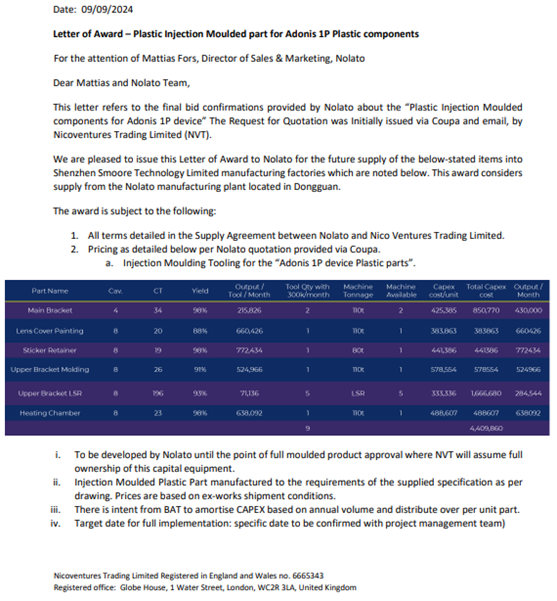 Date: 09/09/2024
Letter of Award – Plastic Injection Moulded part for Adonis 1P Plastic components
For the attention of Mattias Fors, Director of Sales & Marketing, Nolato
Dear Mattias and Nolato Team,
This letter refers to the final bid confirmations provided by Nolato about the “Plastic Injection Moulded
components for Adonis 1P device” The Request for Quotation was Initially issued via Coupa and email, by
Nicoventures Trading Limited (NVT).
We are pleased to issue this Letter of Award to Nolato for the future supply of the below-stated items into
Shenzhen Smoore Technology Limited manufacturing factories which are noted below. This award considers
supply from the Nolato manufacturing plant located in Dongguan.
The award is subject to the following:
1. All terms detailed in the Supply Agreement between Nolato and Nico Ventures Trading Limited.
2. Pricing as detailed below per Nolato quotation provided via Coupa.
a. Injection Moulding Tooling for the “Adonis 1P device Plastic parts”.
Part Name Cav. CT Yield Output / Tool / Month Tool Qty with 300k/month Machine Tonnage Machine Available Capex cost/unit Total Capex cost Output / Month
Main Bracket 4 34 98% 215,826 2 110t 2 425,385 850,770 430,000
Lens Cover Painting 8 20 88% 660,426 1 110t 1 383,863 383863 660426
Sticker Retainer 8 19 98% 772,434 1 80t 1 441,386 441386 772434
Upper Bracket Molding 8 26 91% 524,966 1 110t 1 578,554 578554 524966
Upper Bracket LSR 8 196 93% 71,136 5 LSR 5 333,336 1,666,680 284,544
Heating Chamber 8 23 98% 638,092 1 110t 1 488,607 488607 638092
9 4,409,860
i. To be developed by Nolato until the point of full moulded product approval where NVT will assume full
ownership of this capital equipment.
ii. Injection Moulded Plastic Part manufactured to the requirements of the supplied specification as per
drawing. Prices are based on ex-works shipment conditions.
iii. There is intent from BAT to amortise CAPEX based on annual volume and distribute over per unit part.
iv. Target date for full implementation: specific date to be confirmed with project management team)
Nicoventures Trading Limited Registered in England and Wales no. 6665343
Registered office: Globe House, 1 Water Street, London, WC2R 3LA, United Kingdom